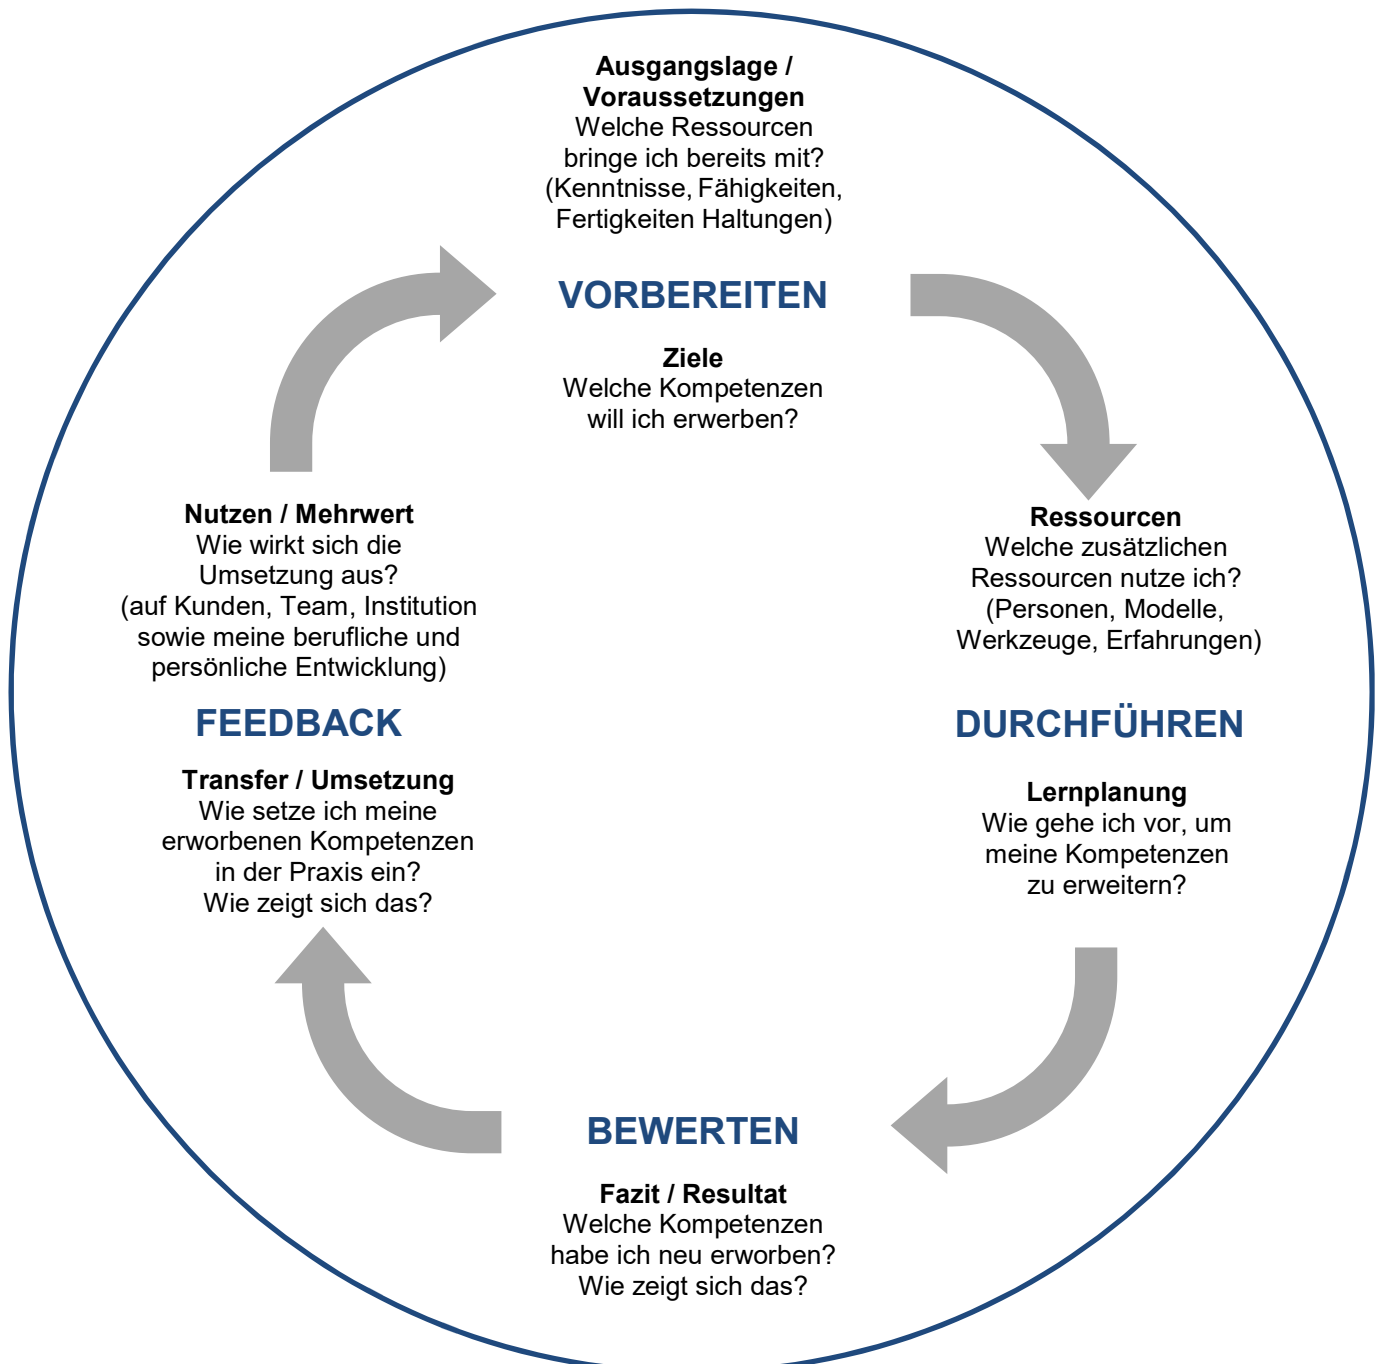 Ausgangslage /
Voraussetzungen
Welche Ressourcen
bringe ich bereits mit?
(Kenntnisse, Fähigkeiten,
Fertigkeiten Haltungen)
VORBEREITEN
Ziele
Welche Kompetenzen
will ich erwerben?
Ressourcen
Welche zusätzlichen
Ressourcen nutze ich?
(Personen, Modelle,
Werkzeuge, Erfahrungen)
DURCHFÜHREN
Lernplanung
Wie gehe ich vor, um
meine Kompetenzen
zu erweitern?
BEWERTEN
Fazit / Resultat
Welche Kompetenzen
habe ich neu erworben?
Wie zeigt sich das?
Nutzen / Mehrwert
Wie wirkt sich die
Umsetzung aus?
(auf Kunden, Team, Institution
sowie meine berufliche und
persönliche Entwicklung)
FEEDBACK
Transfer / Umsetzung
Wie setze ich meine
erworbenen Kompetenzen
in der Praxis ein?
Wie zeigt sich das?